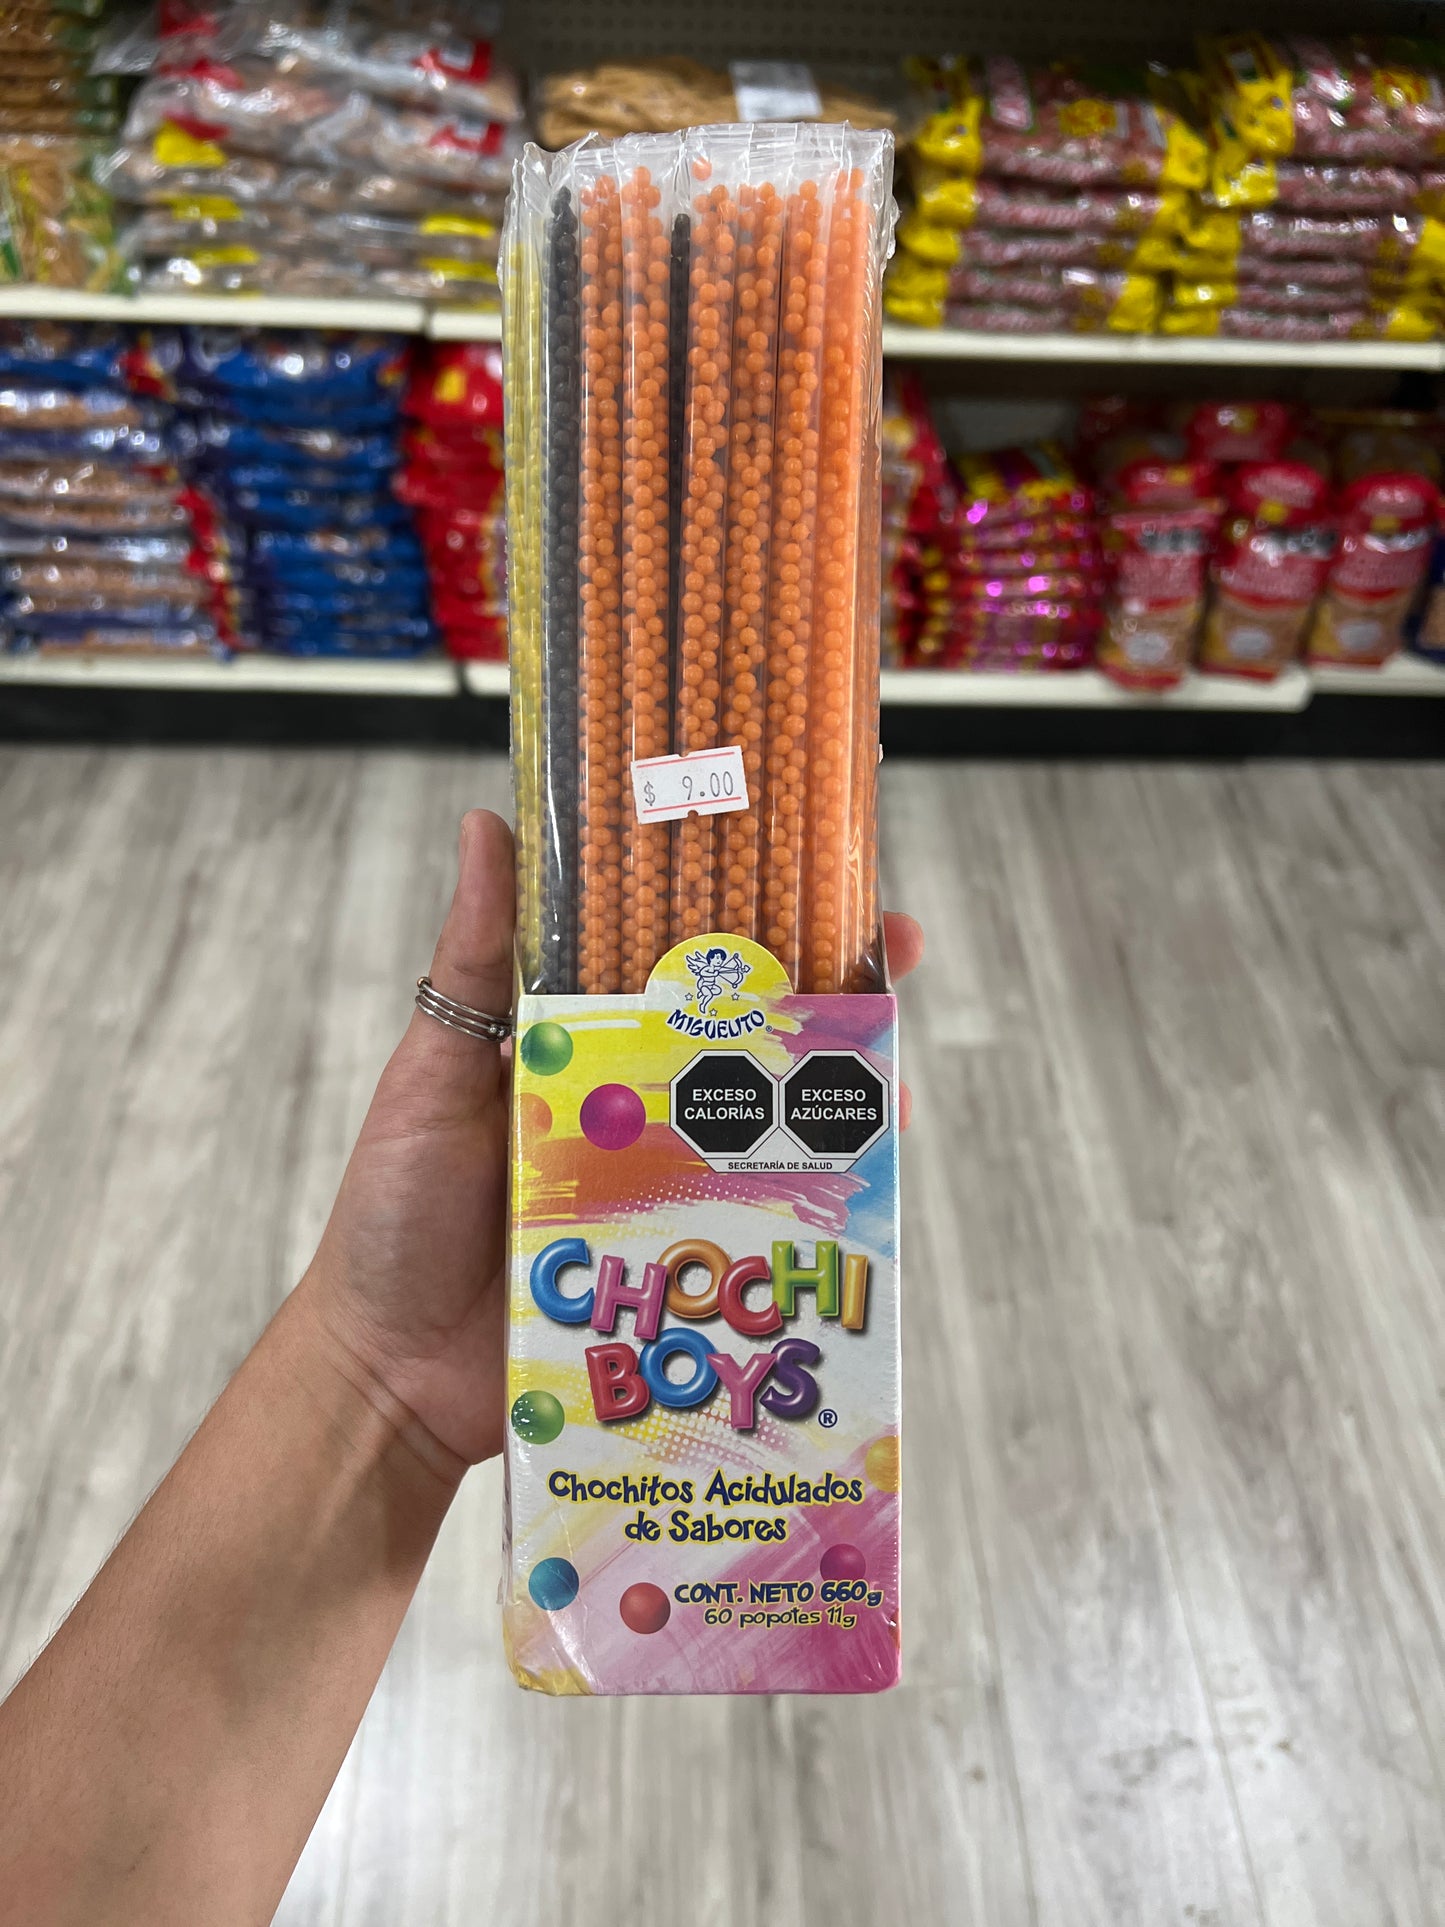 $ 9.00
MIGUELITO®
EXCESO
CALORÍAS
EXCESO
AZÚCARES
SECRETARÍA DE SALUD
CHOCHI
BOYS®
Chochitos Acidulados
de Sabores
CONT. NETO 660g
60 popotes 11g